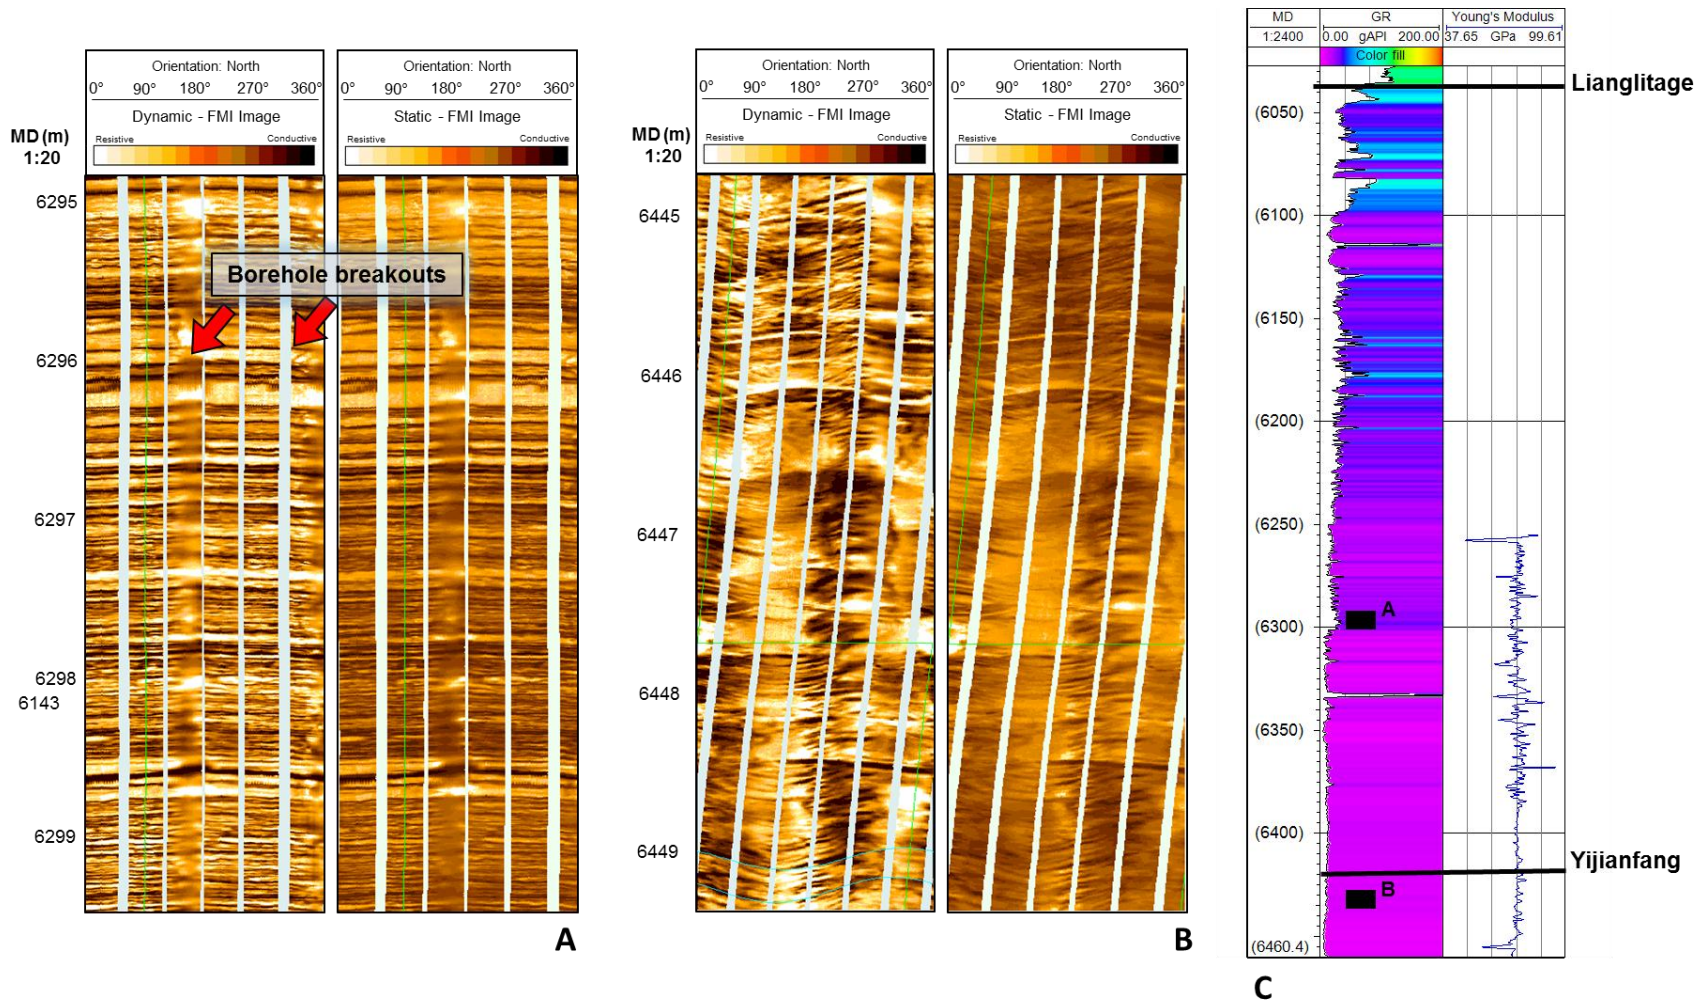 Orientation: North
0° 90° 180° 270° 360°
Dynamic - FMI Image
MD (m)
1:20
Resistive Conductive
Orientation: North
0° 90° 180° 270° 360°
Static - FMI Image
Resistive Conductive
6295
Borehole breakouts
6296
6297
6298
6143
6299
A
Orientation: North
0° 90° 180° 270° 360°
Dynamic - FMI Image
MD (m)
1:20
Resistive Conductive
Orientation: North
0° 90° 180° 270° 360°
Static - FMI Image
Resistive Conductive
6445
6446
6447
6448
6449
B
MD GR Young's Modulus
1:2400 0.00 gAPI 200.00 37.65 GPa 99.61
Color fill
Lianglitage
(6050)
(6100)
(6150)
(6200)
(6250)
A
(6300)
(6350)
(6400)
Yijianfang
B
(6460.4)
C